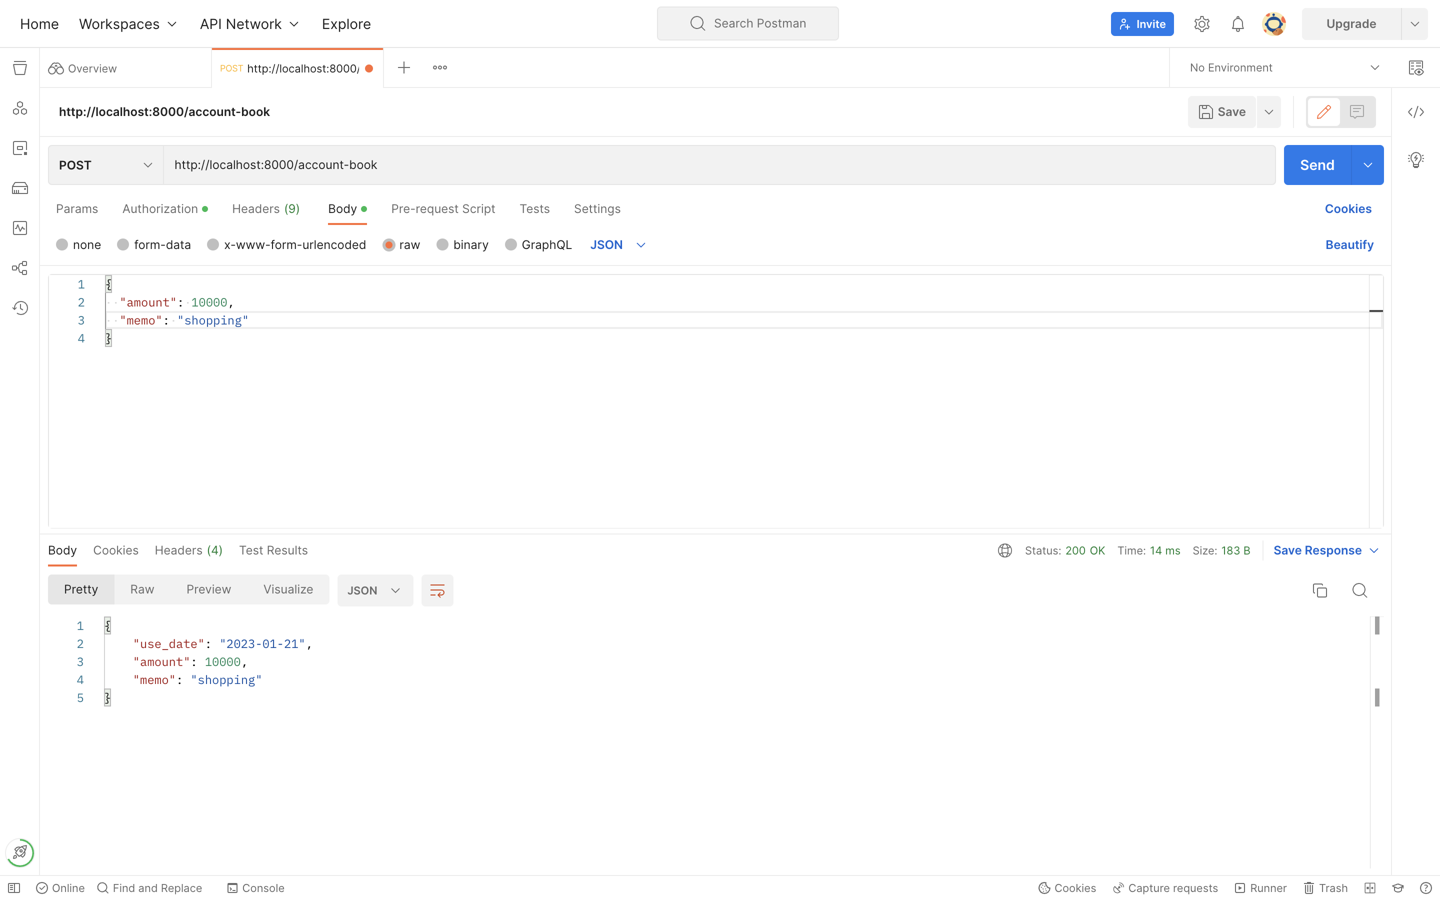 Home Workspaces API Network Explore Search Postman Invite Upgrade
Overview POST http://localhost:8000/ No Environment
http://localhost:8000/account-book Save
POST http://localhost:8000/account-book Send
Params Authorization Headers (9) Body Pre-request Script Tests Settings Cookies
none form-data x-www-form-urlencoded raw binary GraphQL JSON Beautify
1 {
2 "amount": 10000,
3 "memo": "shopping"
4 }
Body Cookies Headers (4) Test Results Status: 200 OK Time: 14 ms Size: 183 B Save Response
Pretty Raw Preview Visualize JSON
1 {
2 "use_date": "2023-01-21",
3 "amount": 10000,
4 "memo": "shopping"
5 }
Online Find and Replace Console Cookies Capture requests Runner Trash